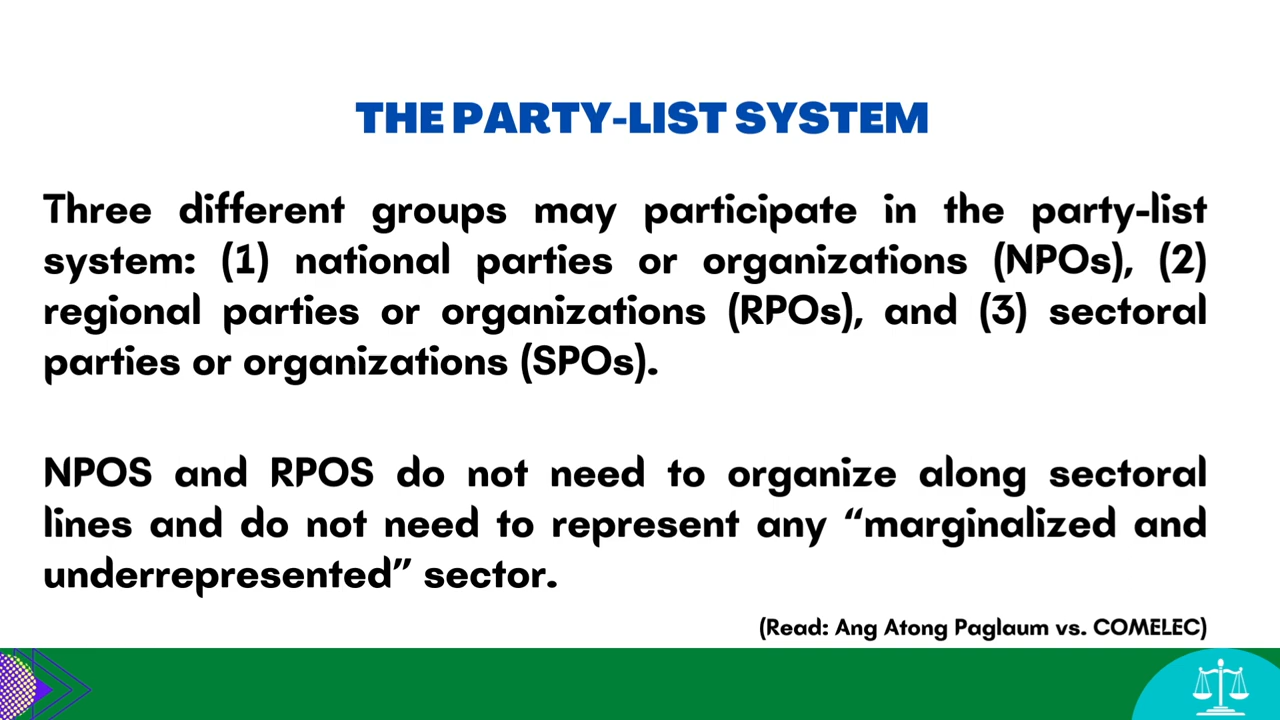 THE PARTY-LIST SYSTEM
Three different groups may participate in the party-list
system: (1) national parties or organizations (NPOs), (2)
regional parties or organizations (RPOs), and (3) sectoral
parties or organizations (SPOs).
NPOS and RPOS do not need to organize along sectoral
lines and do not need to represent any “marginalized and
underrepresented” sector.
(Read: Ang Atong Paglaum vs. COMELEC)